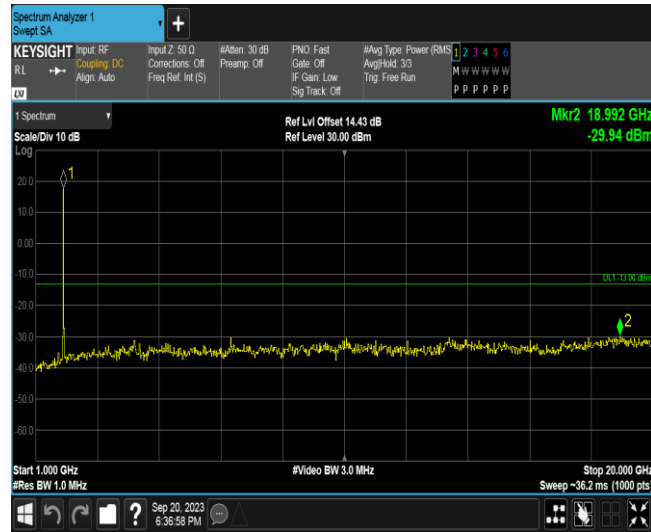 Spectrum Analyzer 1
Swept SA
+
KEYSIGHT
RL
LXI
Input: RF
Coupling: DC
Align: Auto
Input Z: 50 Ω
Corrections: Off
Freq Ref: Int (S)
#Atten: 30 dB
Preamp: Off
PNO: Fast
Gate: Off
IF Gain: Low
Sig Track: Off
#Avg Type: Power (RMS
Avg|Hold: 3/3
Trig: Free Run
1 2 3 4 5 6
M W W W W W
P P P P P P
1 Spectrum
Scale/Div 10 dB
Log
Ref Lvl Offset 14.43 dB
Ref Level 30.00 dBm
Mkr2 18.992 GHz
-29.94 dBm
1
20.0
10.0
0.00
-10.0
DL1 -13.00 dBm
-20.0
2
-30.0
-40.0
-50.0
-60.0
Start 1.000 GHz
#Video BW 3.0 MHz
Stop 20.000 GHz
#Res BW 1.0 MHz
Sweep ~36.2 ms (1000 pts)
?
Sep 20, 2023
6:36:58 PM